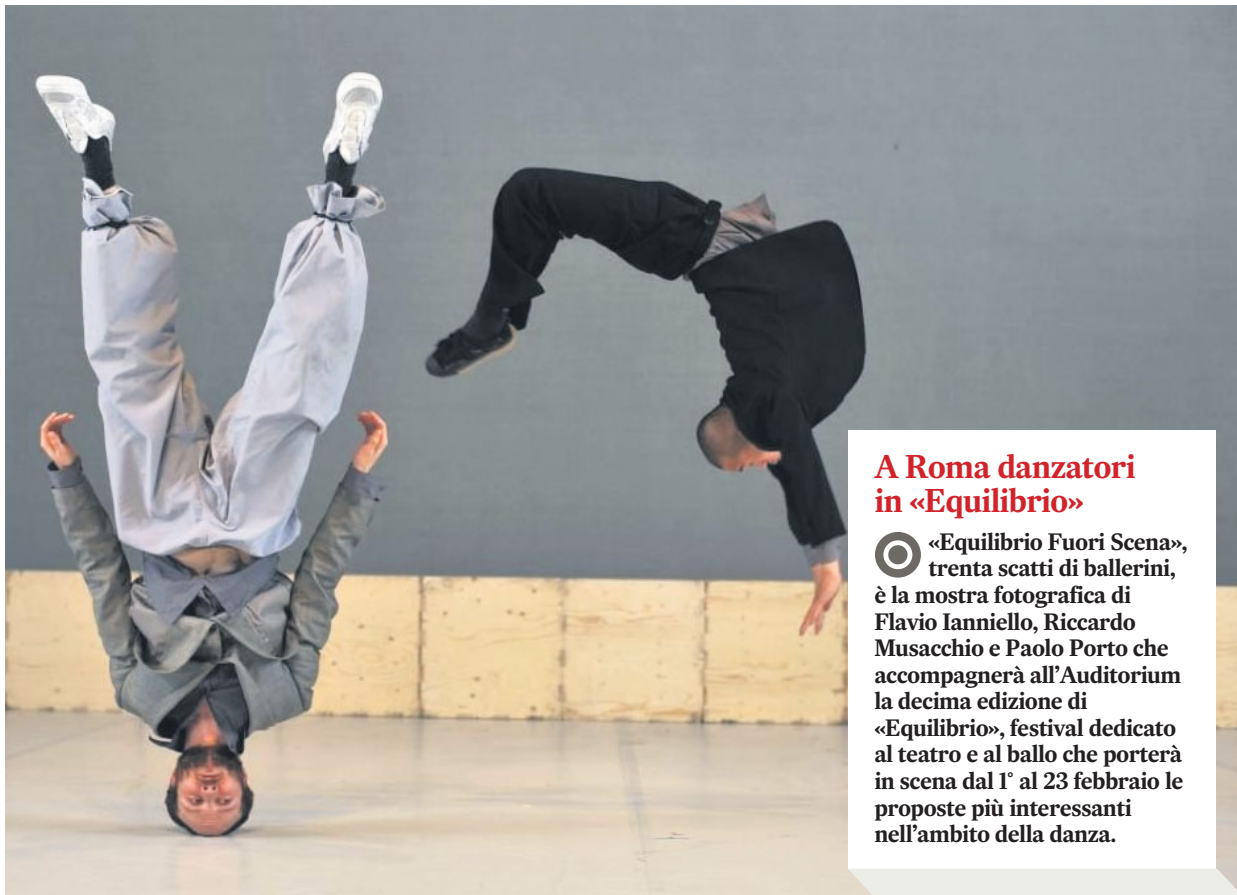 A Roma danzatori
in «Equilibrio»
«Equilibrio Fuori Scena»,
trenta scatti di ballerini,
è la mostra fotografica di
Flavio Ianniello, Riccardo
Musacchio e Paolo Porto che
accompagnerà all’Auditorium
la decima edizione di
«Equilibrio», festival dedicato
al teatro e al ballo che porterà
in scena dal 1° al 23 febbraio le
proposte più interessanti
nell’ambito della danza.